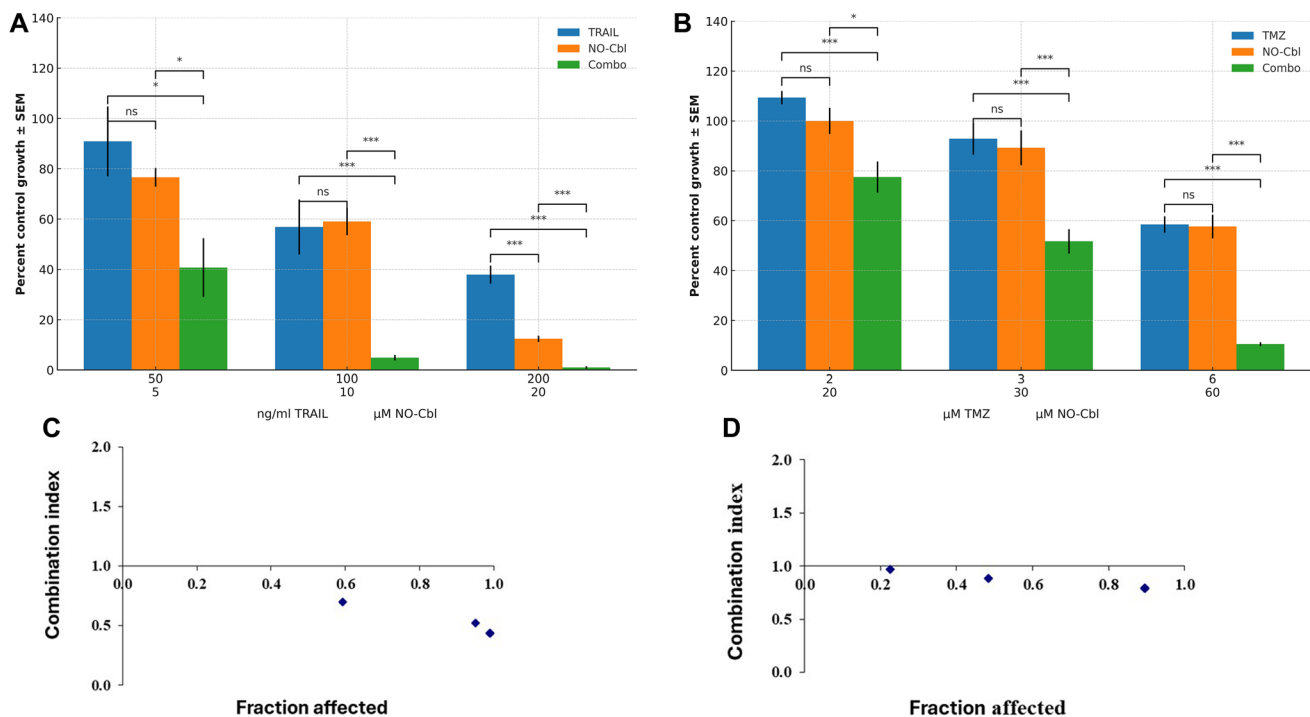 A
Percent control growth ± SEM
140
120
100
80
60
40
20
0
TRAIL
NO-Cbl
Combo
*
*
ns
***
***
ns
***
***
***
50 100 200
5 10 20
ng/ml TRAIL µM NO-Cbl
B
Percent control growth ± SEM
140
120
100
80
60
40
20
0
TMZ
NO-Cbl
Combo
*
***
ns
***
***
ns
***
***
ns
2 3 6
20 30 60
µM TMZ µM NO-Cbl
C
Combination index
2.0
1.5
1.0
0.5
0.0
0.0 0.2 0.4 0.6 0.8 1.0
Fraction affected
D
Combination index
2.0
1.5
1.0
0.5
0.0
0.0 0.2 0.4 0.6 0.8 1.0
Fraction affected